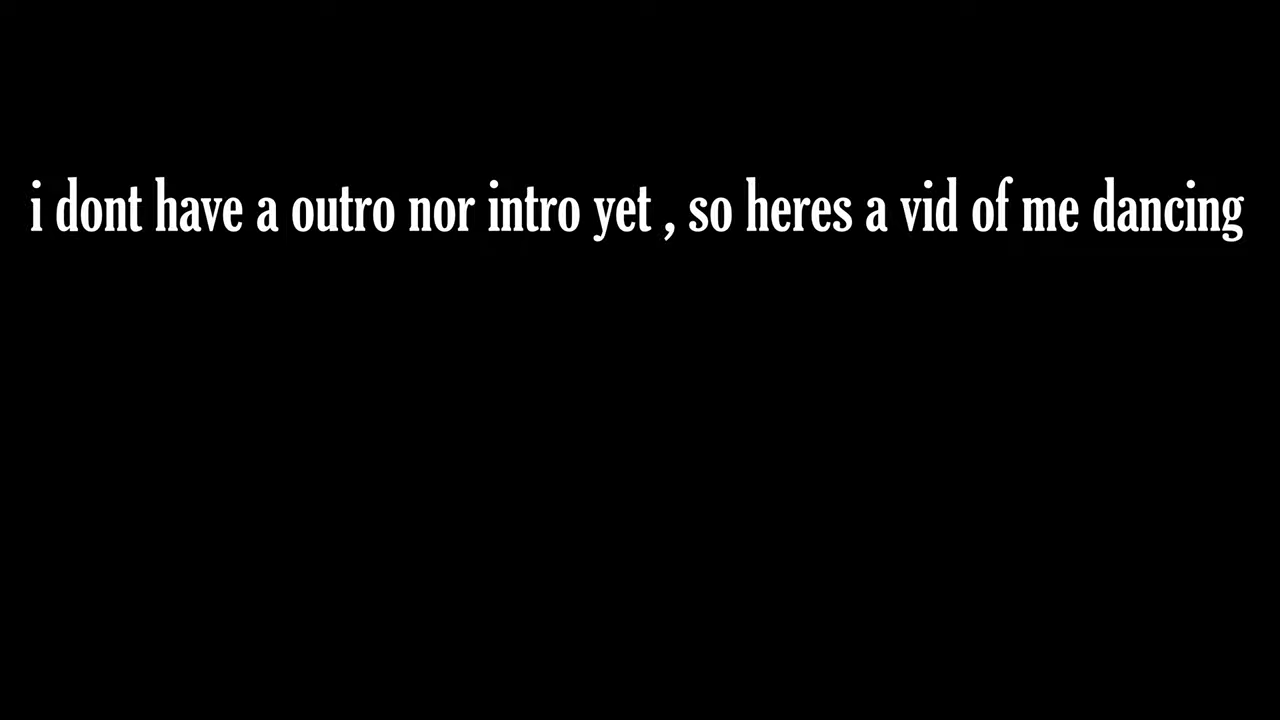 i dont have a outro nor intro yet , so heres a vid of me dancing